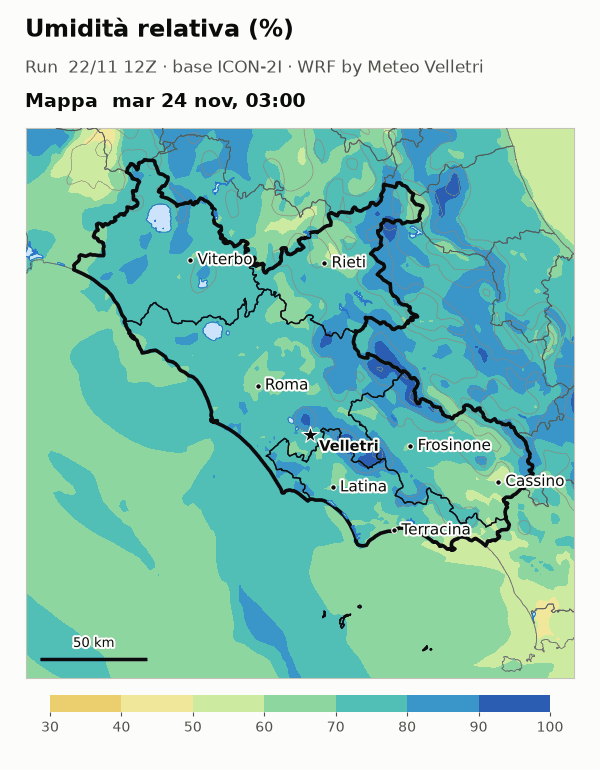 Umidità relativa (%)
Run 22/11 12Z · base ICON-2I · WRF by Meteo Velletri
Mappa mar 24 nov, 03:00
Viterbo
Rieti
Roma
Velletri
Frosinone
Latina
Cassino
Terracina
50 km
30 40 50 60 70 80 90 100